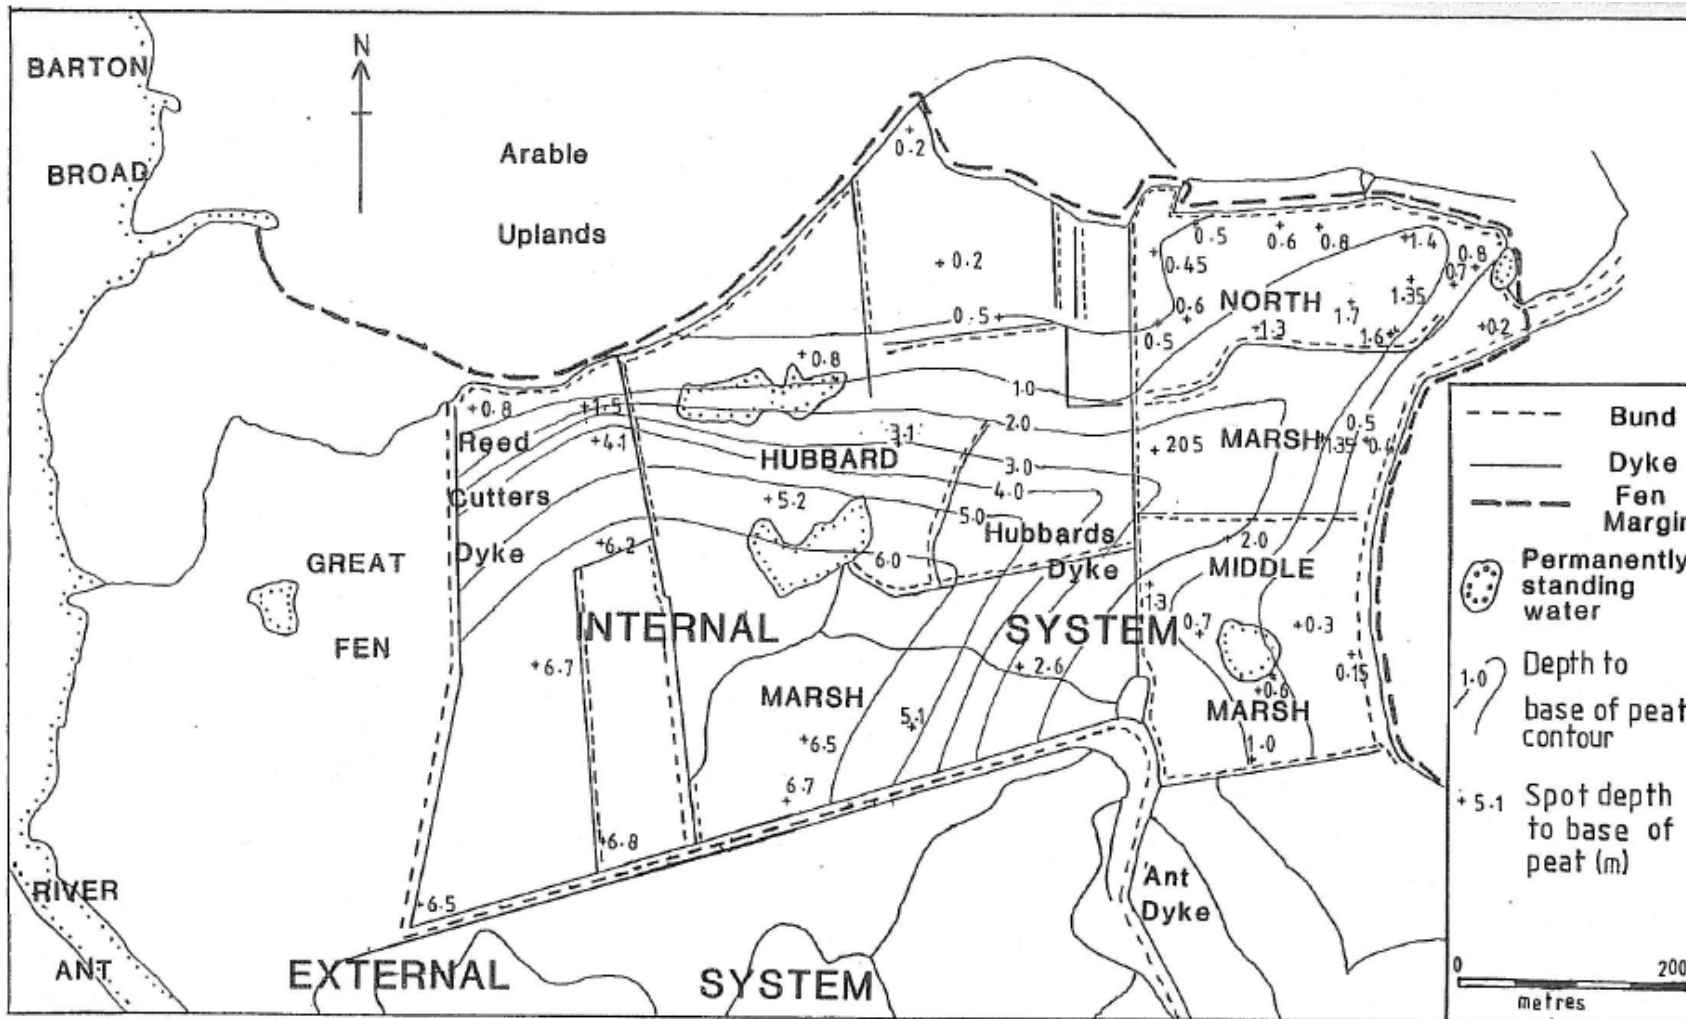 BARTON
BROAD
N
Arable
Uplands
+0.2
+0.2
0.5+
+0.5
+0.6
+0.8
+1.4
+0.8
+0.7
+0.45
NORTH
+1.35
+0.6
+0.5
+1.3
+1.7
1.6+
+0.2
+0.8
1.0
+0.8
+1.5
2.0
0.5
Reed
+4.1
3.1
+205
MARSH
+1.35
+0.4
HUBBARD
3.0
Cutters
+5.2
4.0
5.0
Hubbards
GREAT
Dyke
+6.2
6.0
Dyke
+2.0
MIDDLE
+1.3
INTERNAL
SYSTEM
+0.7
+0.3
FEN
+6.7
+2.6
+0.15
MARSH
+0.6
5.1
MARSH
+6.5
1.0
6.7
+6.8
'Ant
Dyke
RIVER
+6.5
ANT
EXTERNAL
SYSTEM
Bund
Dyke
Fen
Margin
Permanently
standing
water
1.0
Depth to
base of peat
contour
+5.1
Spot depth
to base of
peat (m)
0
200
metres